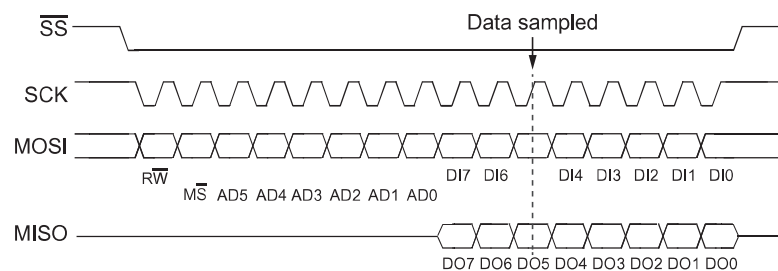 SS
Data sampled
SCK
MOSI
RW
DI7 DI6 DI4 DI3 DI2 DI1 DI0
MS AD5 AD4 AD3 AD2 AD1 AD0
MISO
DO7 DO6 DO5 DO4 DO3 DO2 DO1 DO0